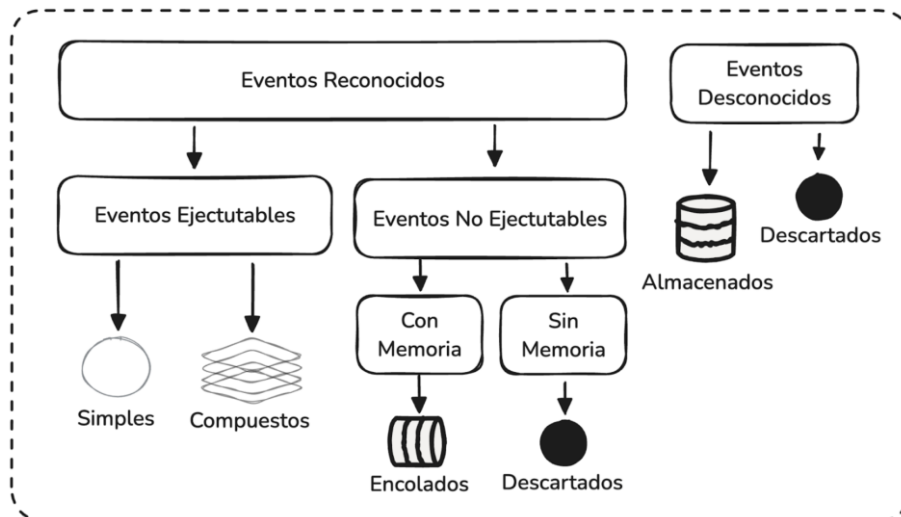 Eventos Reconocidos
Eventos
Desconocidos
Eventos Ejectutables
Eventos No Ejectutables
Almacenados
Descartados
Con
Memoria
Sin
Memoria
Simples
Compuestos
Encolados
Descartados